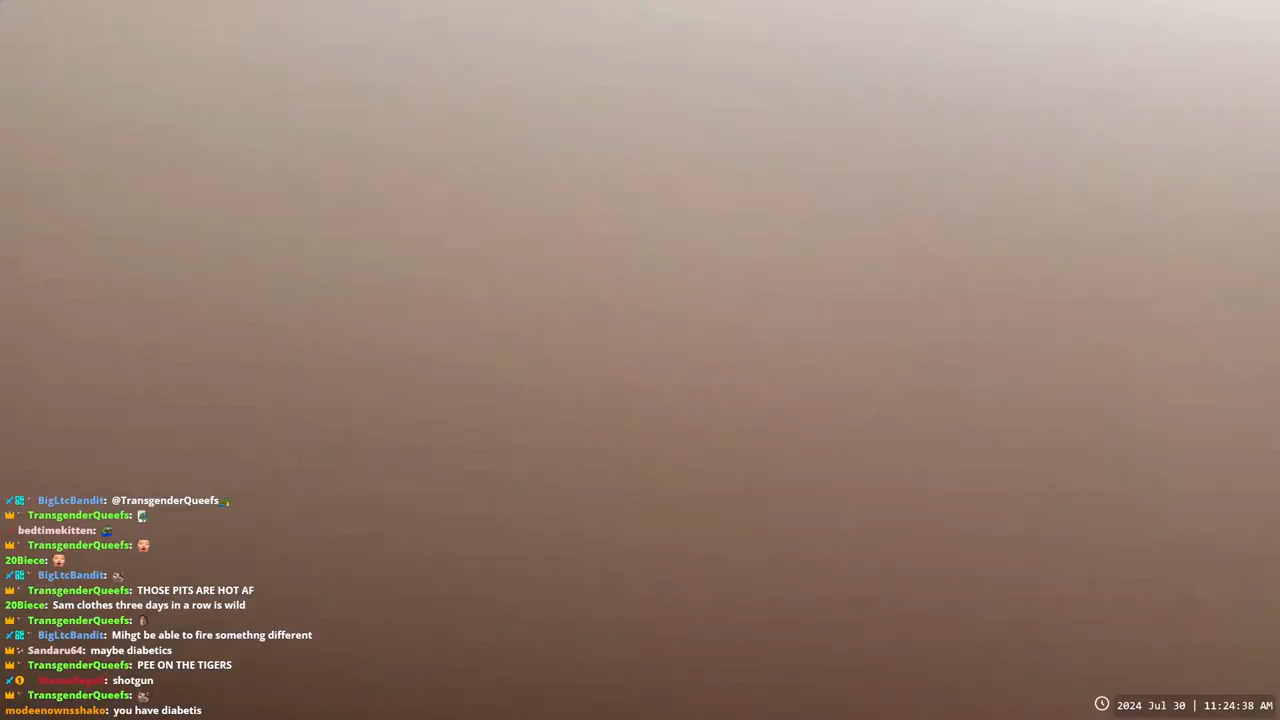 BigLtcBandit: @TransgenderQueefs
TransgenderQueefs:
bedtimekitten:
TransgenderQueefs:
20Biece:
BigLtcBandit:
TransgenderQueefs: THOSE PITS ARE HOT AF
20Biece: Sam clothes three days in a row is wild
TransgenderQueefs:
BigLtcBandit: Mihgt be able to fire somethng different
Sandaru64: maybe diabetics
TransgenderQueefs: PEE ON THE TIGERS
: shotgun
TransgenderQueefs:
modeenownsshako: you have diabetis
2024 Jul 30 | 11:24:38 AM